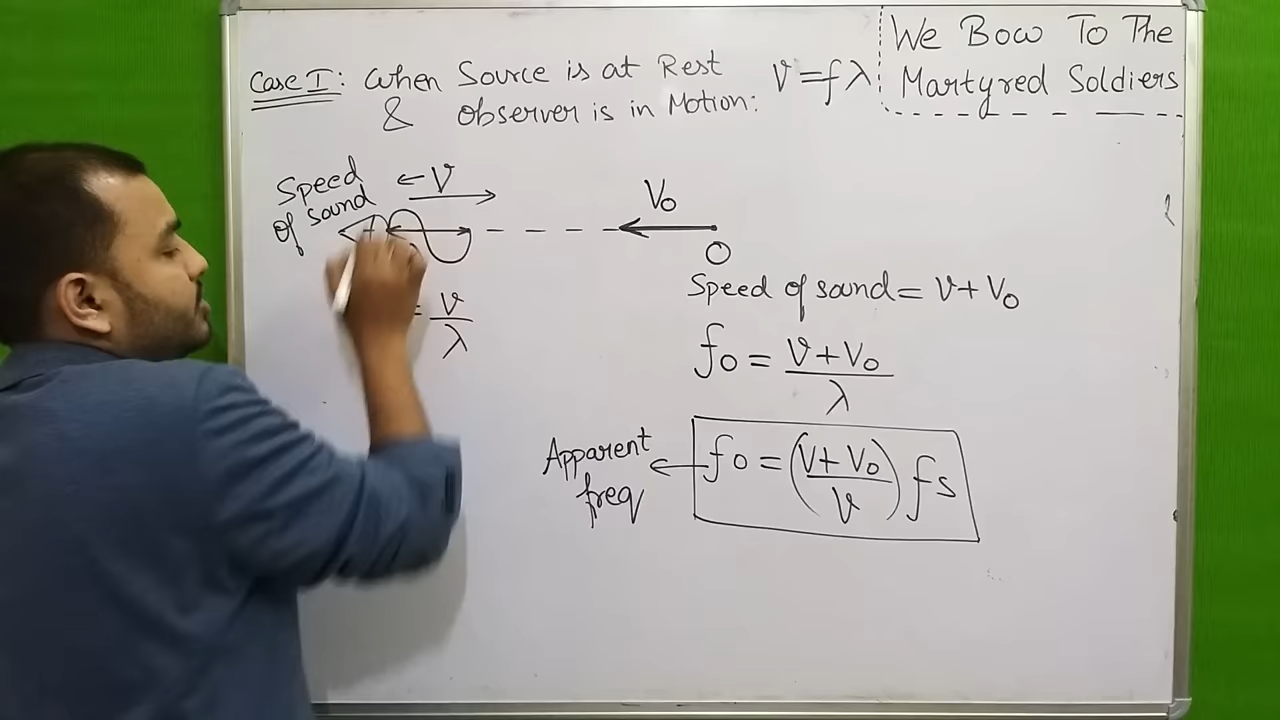 Case I: When Source is at Rest
& Observer is in Motion:
V = fλ
We Bow To The
Martyred Soldiers
Speed
of sound
← V
V₀
O
= V/λ
Speed of sound = V + V₀
f₀ = (V + V₀)/λ
Apparent
freq
f₀ = ((V + V₀)/V) fs